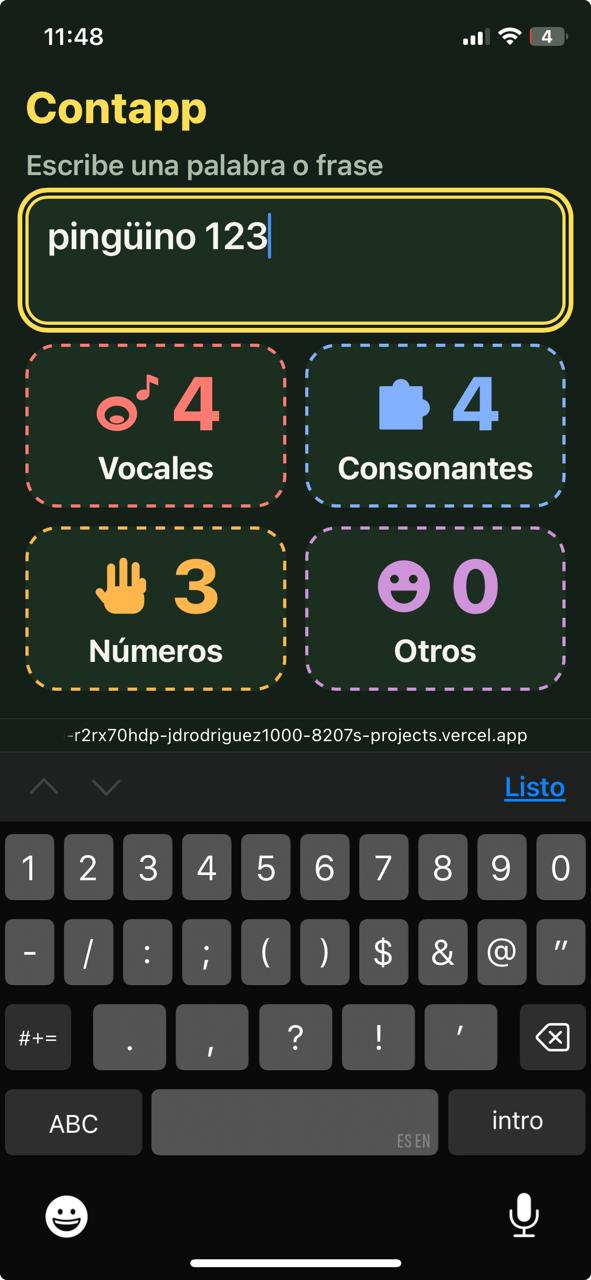 11:48
4
Contapp
Escribe una palabra o frase
pingüino 123
4
Vocales
4
Consonantes
3
Números
0
Otros
-r2rx70hdp-jdrodriguez1000-8207s-projects.vercel.app
Listo
1 2 3 4 5 6 7 8 9 0
- / : ; ( ) $ & @ "
#+= . , ? ! '
ABC ES EN intro